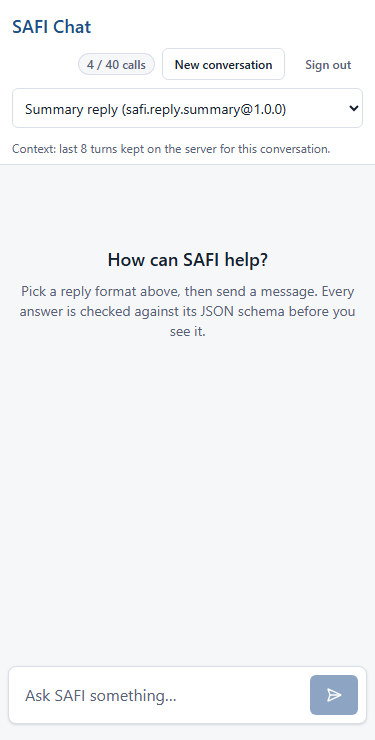 SAFI Chat
4 / 40 calls New conversation Sign out
Summary reply (safi.reply.summary@1.0.0)
Context: last 8 turns kept on the server for this conversation.
How can SAFI help?
Pick a reply format above, then send a message. Every
answer is checked against its JSON schema before you
see it.
Ask SAFI something...